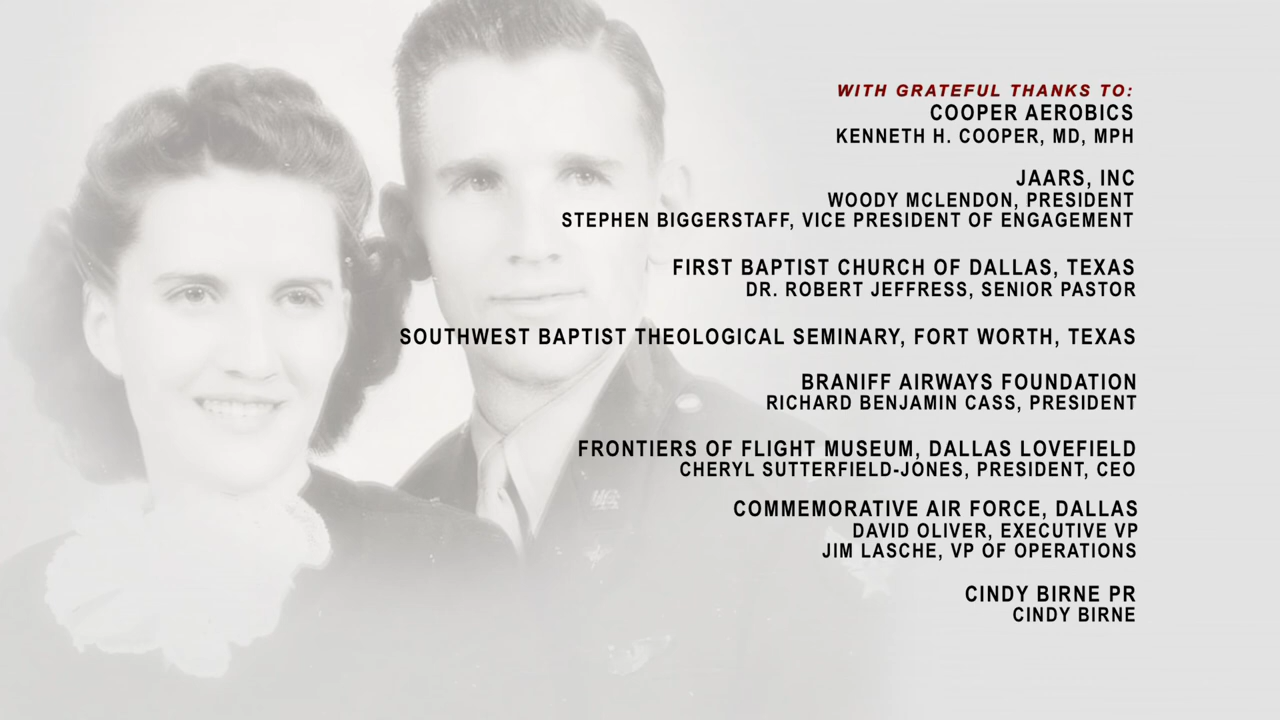 WITH GRATEFUL THANKS TO:
COOPER AEROBICS
KENNETH H. COOPER, MD, MPH
JAARS, INC
WOODY MCLENDON, PRESIDENT
STEPHEN BIGGERSTAFF, VICE PRESIDENT OF ENGAGEMENT
FIRST BAPTIST CHURCH OF DALLAS, TEXAS
DR. ROBERT JEFFRESS, SENIOR PASTOR
SOUTHWEST BAPTIST THEOLOGICAL SEMINARY, FORT WORTH, TEXAS
BRANIFF AIRWAYS FOUNDATION
RICHARD BENJAMIN CASS, PRESIDENT
FRONTIERS OF FLIGHT MUSEUM, DALLAS LOVEFIELD
CHERYL SUTTERFIELD-JONES, PRESIDENT, CEO
COMMEMORATIVE AIR FORCE, DALLAS
DAVID OLIVER, EXECUTIVE VP
JIM LASCHE, VP OF OPERATIONS
CINDY BIRNE PR
CINDY BIRNE